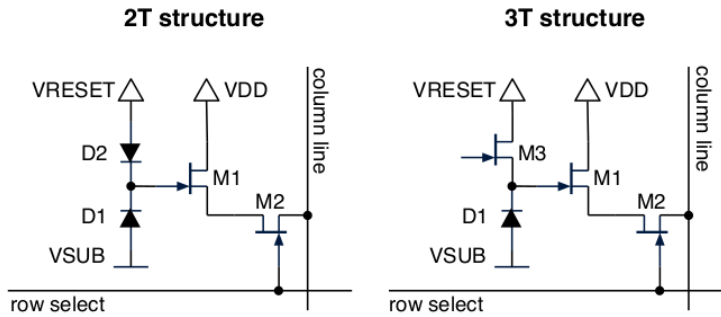 2T structure
VRESET
VDD
column line
D2
M1
D1
M2
VSUB
row select
3T structure
VRESET
VDD
column line
M3
M1
D1
M2
VSUB
row select